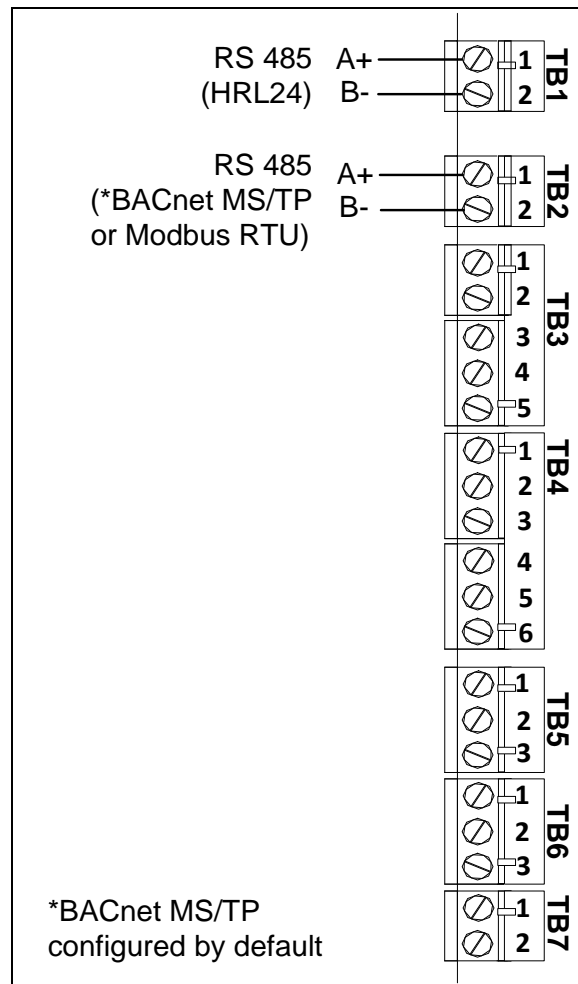 RS 485 A+ 1 TB1
(HRL24) B- 2
RS 485 A+ 1 TB2
(*BACnet MS/TP B- 2
or Modbus RTU)
1 TB3
2
3
4
5
1 TB4
2
3
4
5
6
1 TB5
2
3
1 TB6
2
3
*BACnet MS/TP 1 TB7
configured by default 2